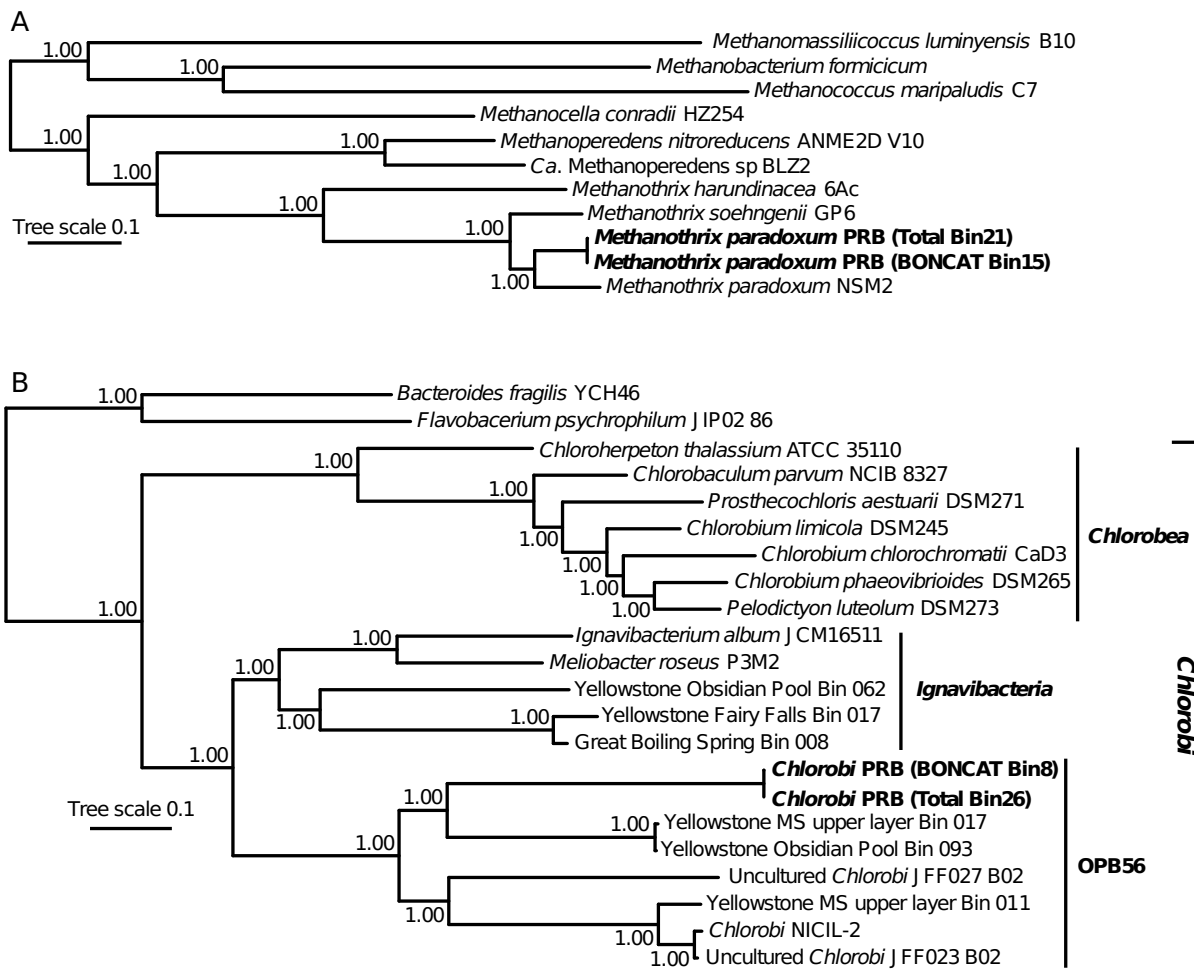 A
1.00
Methanomassiliicoccus luminyensis B10
1.00
Methanobacterium formicicum
Methanococcus maripaludis C7
1.00
Methanocella conradii HZ254
1.00
Methanoperedens nitroreducens ANME2D V10
1.00
Ca. Methanoperedens sp BLZ2
1.00
Methanothrix harundinacea 6Ac
1.00
Methanothrix soehngenii GP6
Tree scale 0.1
Methanothrix paradoxum PRB (Total Bin21)
Methanothrix paradoxum PRB (BONCAT Bin15)
1.00
Methanothrix paradoxum NSM2
B
1.00
Bacteroides fragilis YCH46
Flavobacerium psychrophilum JIP02 86
1.00
Chloroherpeton thalassium ATCC 35110
1.00
Chlorobaculum parvum NCIB 8327
Prosthecochloris aestuarii DSM271
1.00
Chlorobium limicola DSM245
Chlorobea
1.00
Chlorobium chlorochromatii CaD3
1.00
Chlorobium phaeovibrioides DSM265
1.00
Pelodictyon luteolum DSM273
1.00
1.00
Ignavibacterium album JCM16511
Meliobacter roseus P3M2
1.00
Yellowstone Obsidian Pool Bin 062
Ignavibacteria
1.00
Yellowstone Fairy Falls Bin 017
Great Boiling Spring Bin 008
Chlorobi
1.00
Chlorobi PRB (BONCAT Bin8)
Chlorobi PRB (Total Bin26)
1.00
Tree scale 0.1
1.00
Yellowstone MS upper layer Bin 017
Yellowstone Obsidian Pool Bin 093
1.00
OPB56
Uncultured Chlorobi JFF027 B02
1.00
Yellowstone MS upper layer Bin 011
1.00
Chlorobi NICIL-2
1.00
Uncultured Chlorobi JFF023 B02